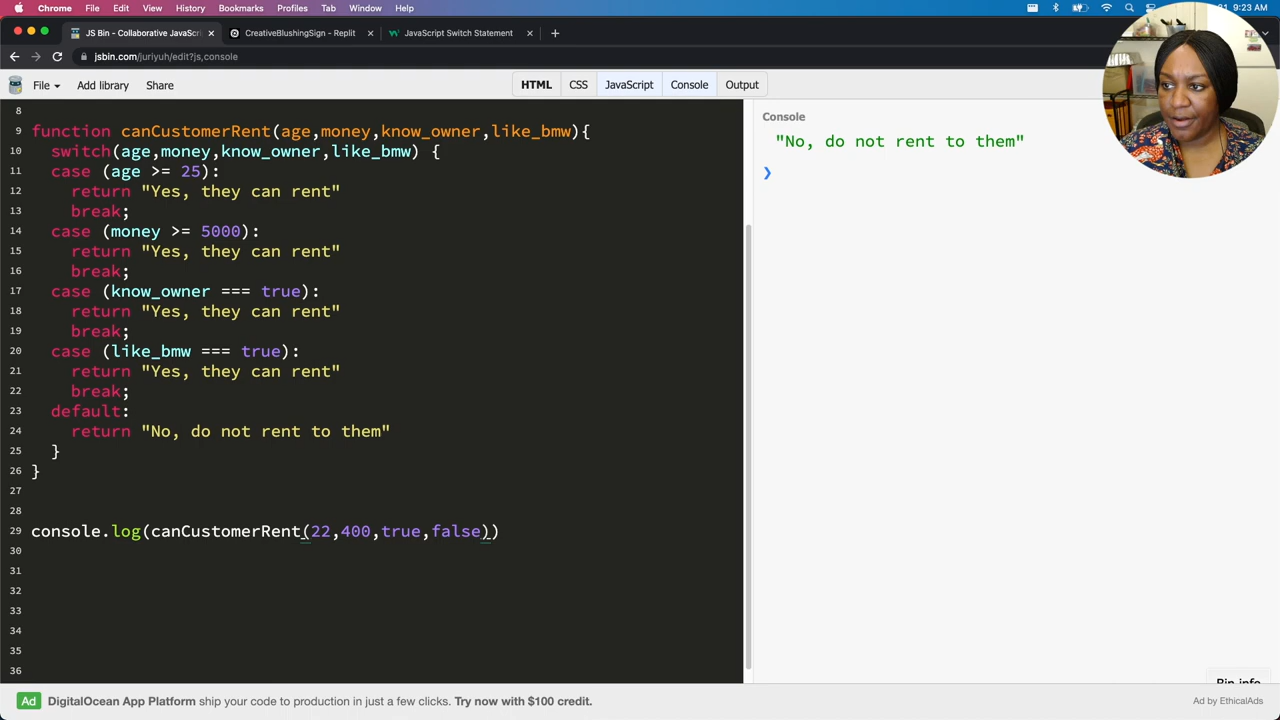 Chrome File Edit View History Bookmarks Profiles Tab Window Help 9:23 AM
JS Bin - Collaborative JavaScri CreativeBlushingSign - Replit JavaScript Switch Statement
jsbin.com/juriyuh/edit?js,console
File Add library Share HTML CSS JavaScript Console Output
8
9 function canCustomerRent(age,money,know_owner,like_bmw){
10 switch(age,money,know_owner,like_bmw) {
11 case (age >= 25):
12 return "Yes, they can rent"
13 break;
14 case (money >= 5000):
15 return "Yes, they can rent"
16 break;
17 case (know_owner === true):
18 return "Yes, they can rent"
19 break;
20 case (like_bmw === true):
21 return "Yes, they can rent"
22 break;
23 default:
24 return "No, do not rent to them"
25 }
26 }
27
28
29 console.log(canCustomerRent(22,400,true,false))
30
31
32
33
34
35
36
Console
"No, do not rent to them"
Bin info
Ad DigitalOcean App Platform ship your code to production in just a few clicks. Try now with $100 credit. Ad by EthicalAds